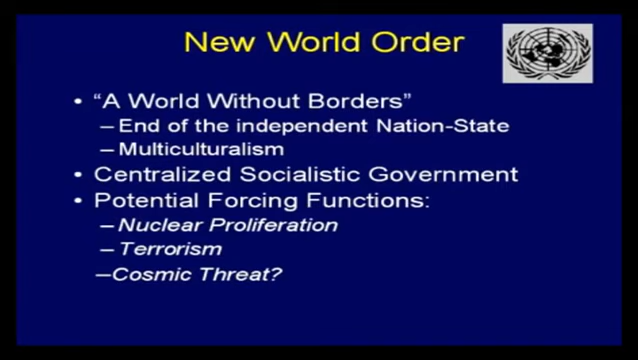 New World Order
• “A World Without Borders”
– End of the independent Nation-State
– Multiculturalism
• Centralized Socialistic Government
• Potential Forcing Functions:
– Nuclear Proliferation
– Terrorism
– Cosmic Threat?